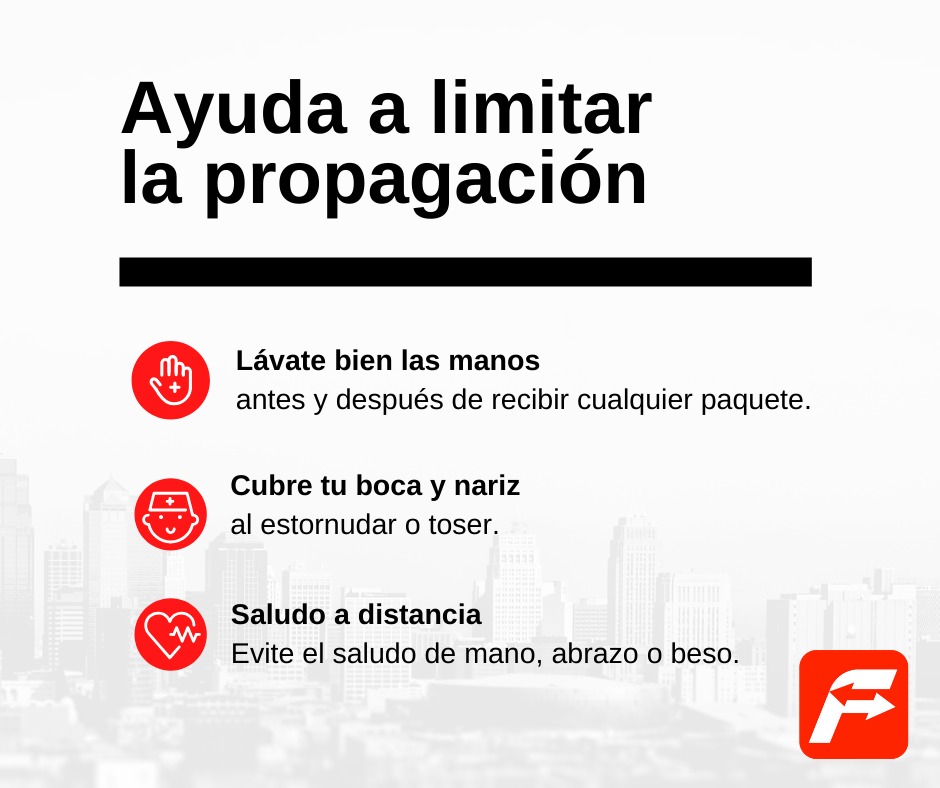 Ayuda a limitar
la propagación
Lávate bien las manos
antes y después de recibir cualquier paquete.
Cubre tu boca y nariz
al estornudar o toser.
Saludo a distancia
Evite el saludo de mano, abrazo o beso.
F